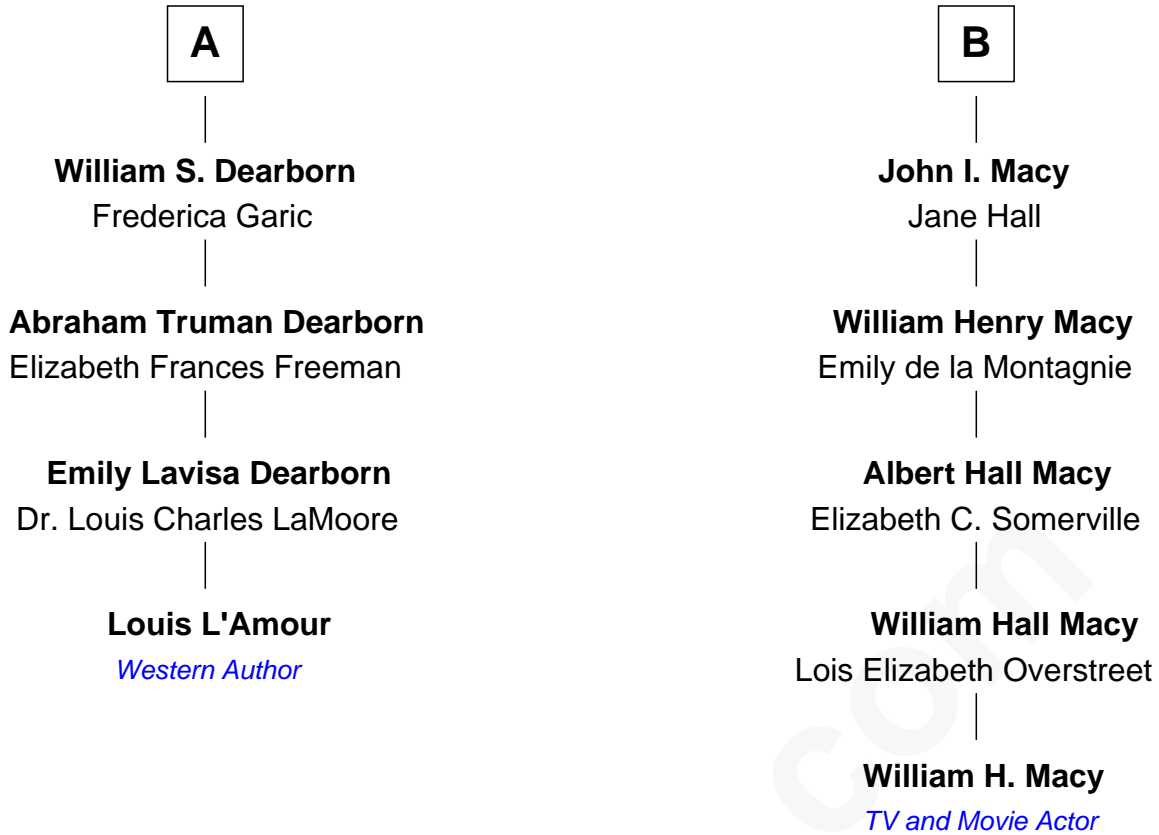 A
William S. Dearborn
Frederica Garic
Abraham Truman Dearborn
Elizabeth Frances Freeman
Emily Lavisa Dearborn
Dr. Louis Charles LaMoore
Louis L'Amour
Western Author
B
John I. Macy
Jane Hall
William Henry Macy
Emily de la Montagnie
Albert Hall Macy
Elizabeth C. Somerville
William Hall Macy
Lois Elizabeth Overstreet
William H. Macy
TV and Movie Actor
com